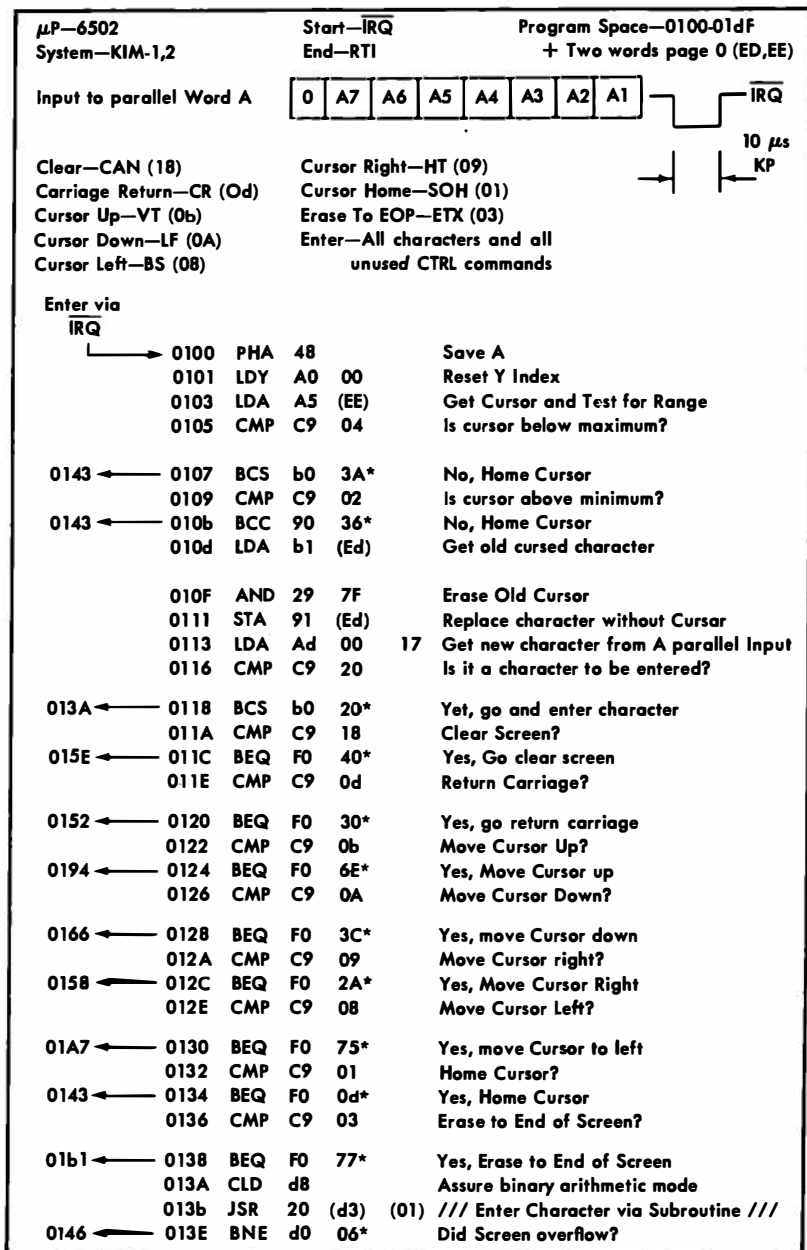 µP—6502 Start—IRQ Program Space—0100-01dF
System—KIM-1,2 End—RTI + Two words page 0 (ED,EE)
Input to parallel Word A 0 A7 A6 A5 A4 A3 A2 A1 IRQ
10 µs
KP
Clear—CAN (18) Cursor Right—HT (09)
Carriage Return—CR (Od) Cursor Home—SOH (01)
Cursor Up—VT (0b) Erase To EOP—ETX (03)
Cursor Down—LF (0A) Enter—All characters and all
Cursor Left—BS (08) unused CTRL commands
Enter via
IRQ
0100 PHA 48 Save A
0101 LDY A0 00 Reset Y Index
0103 LDA A5 (EE) Get Cursor and Test for Range
0105 CMP C9 04 Is cursor below maximum?
0143 0107 BCS b0 3A* No, Home Cursor
0109 CMP C9 02 Is cursor above minimum?
0143 010b BCC 90 36* No, Home Cursor
010d LDA b1 (Ed) Get old cursed character
010F AND 29 7F Erase Old Cursor
0111 STA 91 (Ed) Replace character without Cursar
0113 LDA Ad 00 17 Get new character from A parallel Input
0116 CMP C9 20 Is it a character to be entered?
013A 0118 BCS b0 20* Yet, go and enter character
011A CMP C9 18 Clear Screen?
015E 011C BEQ F0 40* Yes, Go clear screen
011E CMP C9 0d Return Carriage?
0152 0120 BEQ F0 30* Yes, go return carriage
0122 CMP C9 0b Move Cursor Up?
0194 0124 BEQ F0 6E* Yes, Move Cursor up
0126 CMP C9 0A Move Cursor Down?
0166 0128 BEQ F0 3C* Yes, move Cursor down
012A CMP C9 09 Move Cursor right?
0158 012C BEQ F0 2A* Yes, Move Cursor Right
012E CMP C9 08 Move Cursor Left?
01A7 0130 BEQ F0 75* Yes, move Cursor to left
0132 CMP C9 01 Home Cursor?
0143 0134 BEQ F0 0d* Yes, Home Cursor
0136 CMP C9 03 Erase to End of Screen?
01b1 0138 BEQ F0 77* Yes, Erase to End of Screen
013A CLD d8 Assure binary arithmetic mode
013b JSR 20 (d3) (01) /// Enter Character via Subroutine ///
0146 013E BNE d0 06* Did Screen overflow?